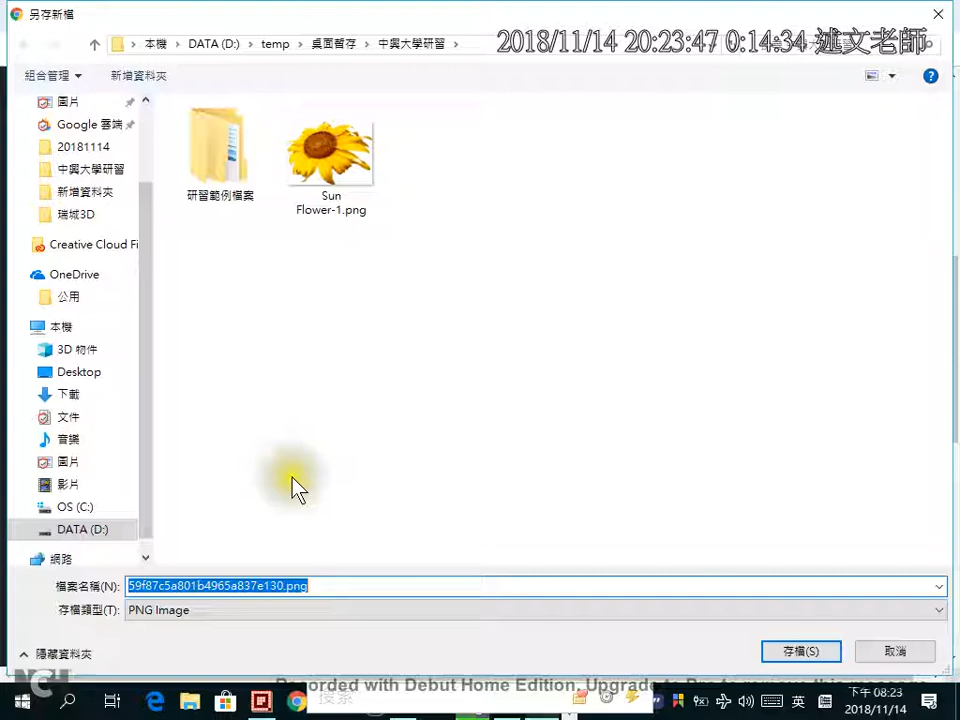 另存新檔
本機 DATA (D:) temp 桌面暫存 中興大學研習
2018/11/14 20:23:47 0:14:34 述文老師
組合管理 新增資料夾
圖片
Google 雲端
20181114
中興大學研習
新增資料夾
瑞城3D
Creative Cloud Fi
OneDrive
公用
本機
3D 物件
Desktop
下載
文件
音樂
圖片
影片
OS (C:)
DATA (D:)
網路
研習範例檔案
Sun
Flower-1.png
檔案名稱(N): 59f87c5a801b4965a837e130.png
存檔類型(T): PNG Image
隱藏資料夾
存檔(S) 取消
NCH
Recorded with Debut Home Edition. Upgrade to Pro to remove this message
搜索
英
下午 08:23
2018/11/14